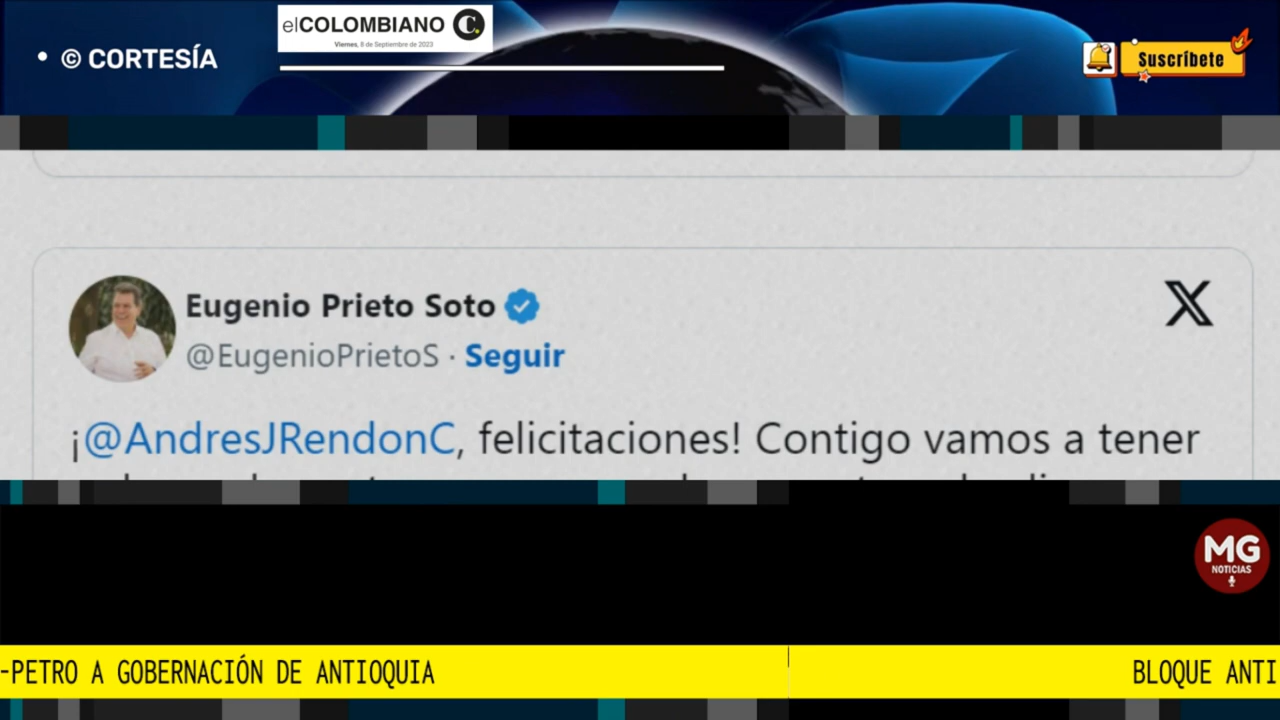 • © CORTESÍA
elCOLOMBIANO C.
Viernes, 8 de Septiembre de 2023
Suscríbete
Eugenio Prieto Soto
@EugenioPrietoS · Seguir
¡@AndresJRendonC, felicitaciones! Contigo vamos a tener
MG
NOTICIAS
-PETRO A GOBERNACIÓN DE ANTIOQUIA
BLOQUE ANTI